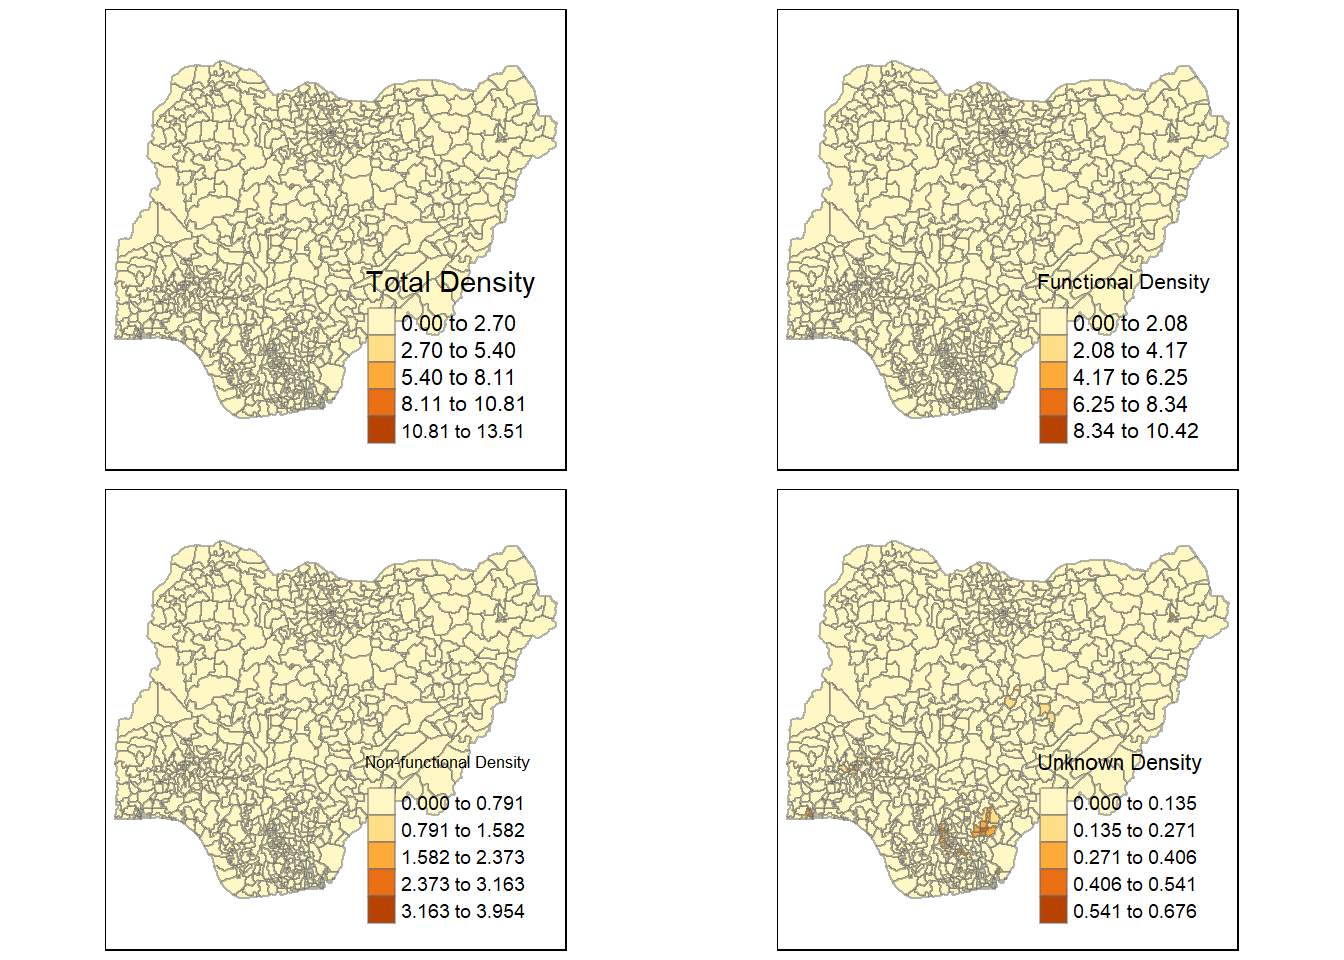 Total Density
0.00 to 2.70
2.70 to 5.40
5.40 to 8.11
8.11 to 10.81
10.81 to 13.51
Functional Density
0.00 to 2.08
2.08 to 4.17
4.17 to 6.25
6.25 to 8.34
8.34 to 10.42
Non-functional Density
0.000 to 0.791
0.791 to 1.582
1.582 to 2.373
2.373 to 3.163
3.163 to 3.954
Unknown Density
0.000 to 0.135
0.135 to 0.271
0.271 to 0.406
0.406 to 0.541
0.541 to 0.676